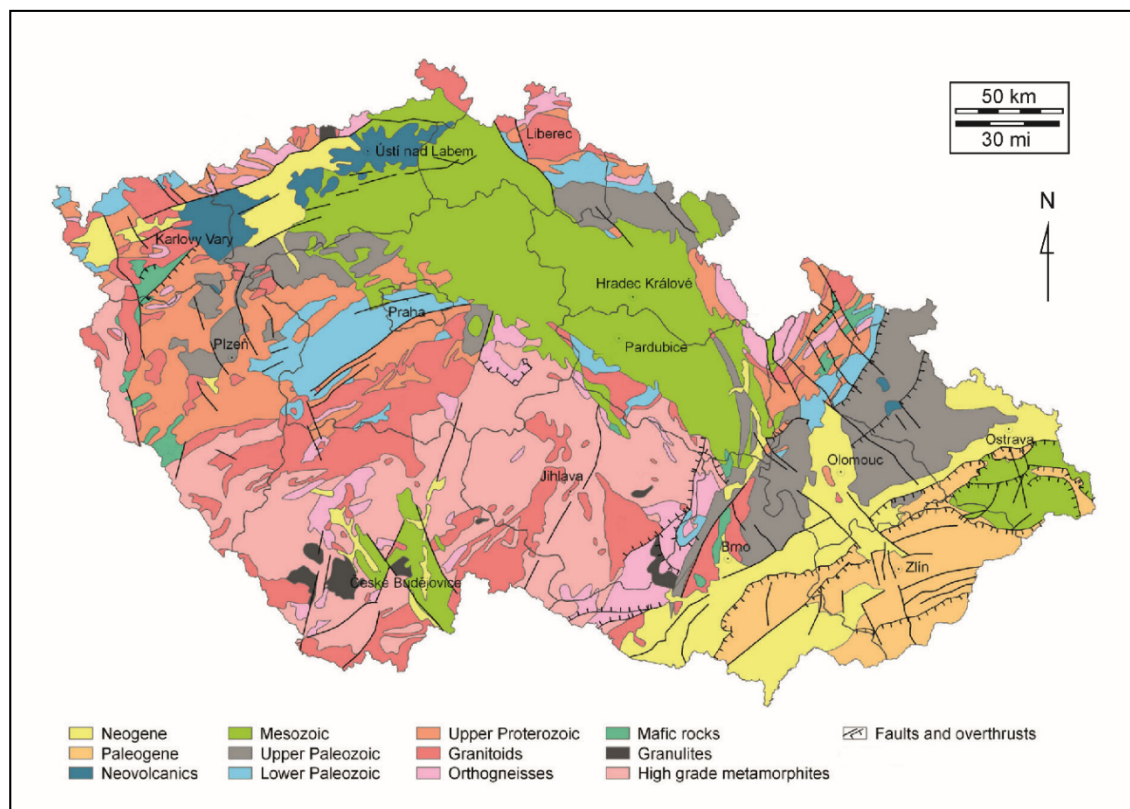 50 km
30 mi
N
Liberec
Ústí nad Labem
Karlovy Vary
Hradec Králové
Praha
Pardubice
Plzeň
Jihlava
Olomouc
Ostrava
Brno
Zlín
České Budějovice
Neogene
Mesozoic
Upper Proterozoic
Mafic rocks
Faults and overthrusts
Paleogene
Upper Paleozoic
Granitoids
Granulites
Neovolcanics
Lower Paleozoic
Orthogneisses
High grade metamorphites